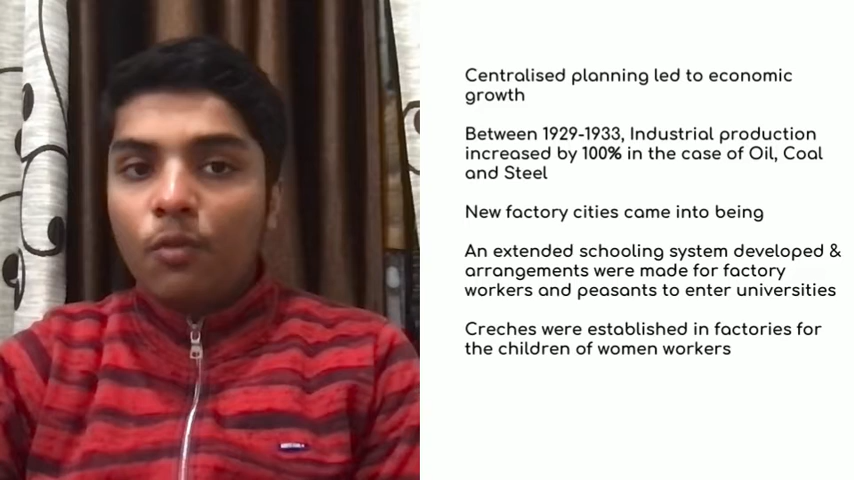 Centralised planning led to economic
growth
Between 1929-1933, Industrial production
increased by 100% in the case of Oil, Coal
and Steel
New factory cities came into being
An extended schooling system developed &
arrangements were made for factory
workers and peasants to enter universities
Creches were established in factories for
the children of women workers